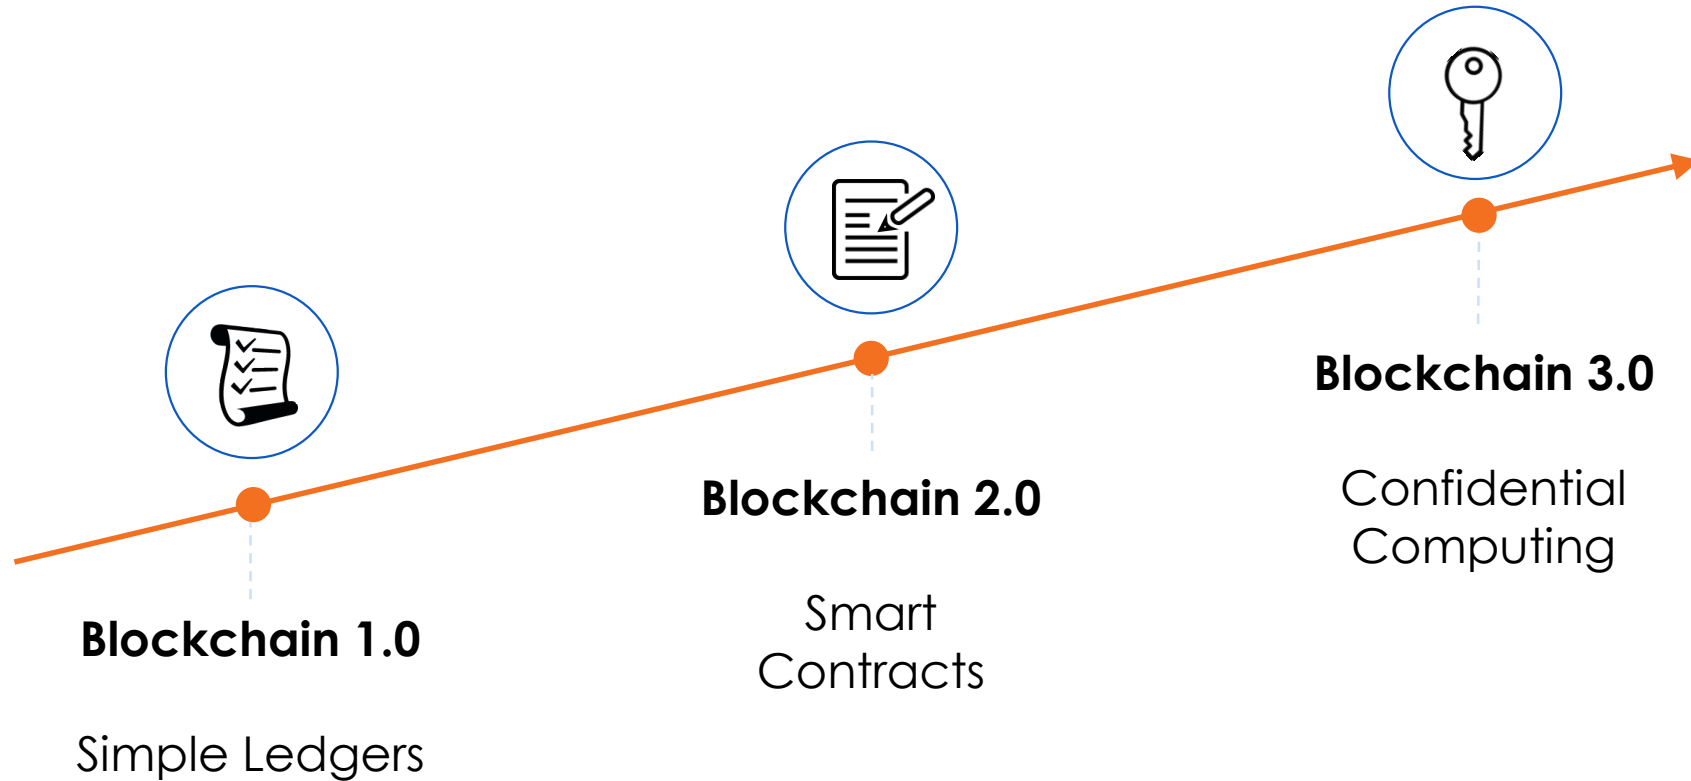 Blockchain 1.0
Simple Ledgers
Blockchain 2.0
Smart
Contracts
Blockchain 3.0
Confidential
Computing